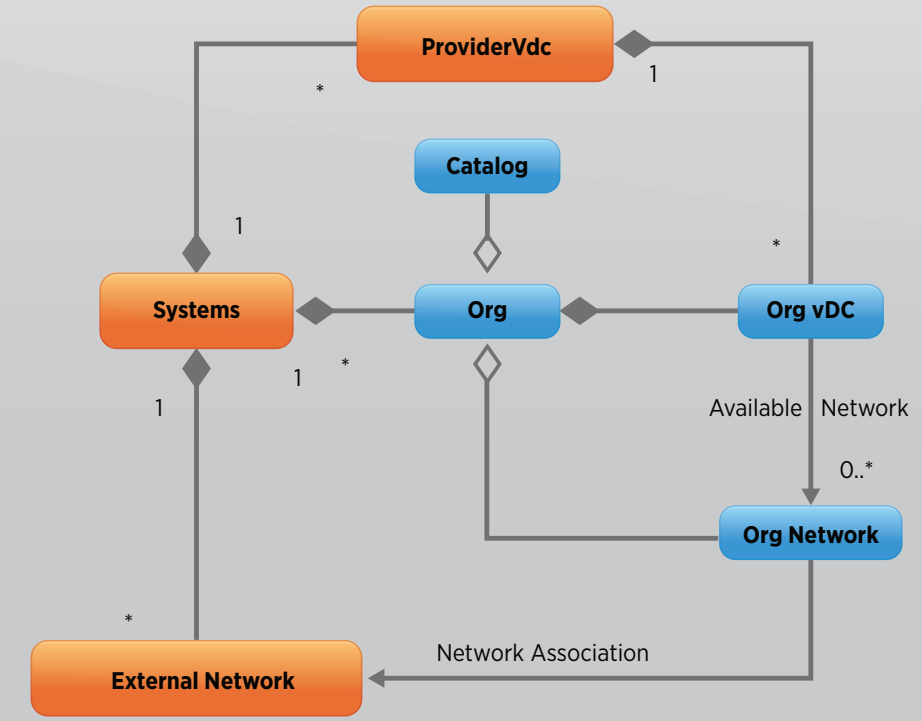 ProviderVdc
1
*
Catalog
1
*
Systems
Org
Org vDC
1
*
1
Available Network
0..*
Org Network
*
Network Association
External Network